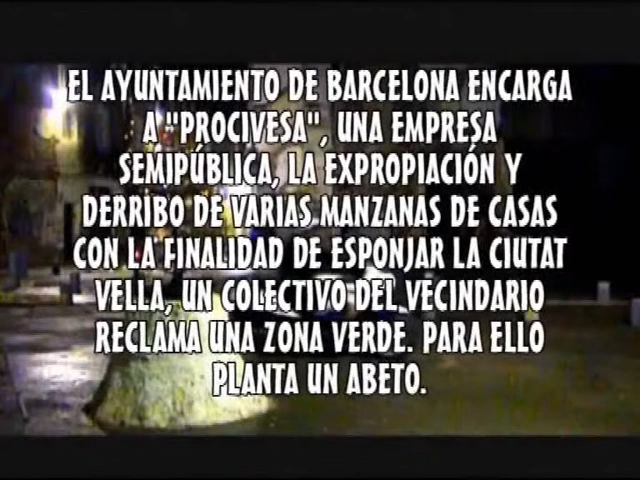 EL AYUNTAMIENTO DE BARCELONA ENCARGA
A "PROCIVESA", UNA EMPRESA
SEMIPÚBLICA, LA EXPROPIACIÓN Y
DERRIBO DE VARIAS MANZANAS DE CASAS
CON LA FINALIDAD DE ESPONJAR LA CIUTAT
VELLA, UN COLECTIVO DEL VECINDARIO
RECLAMA UNA ZONA VERDE. PARA ELLO
PLANTA UN ABETO.